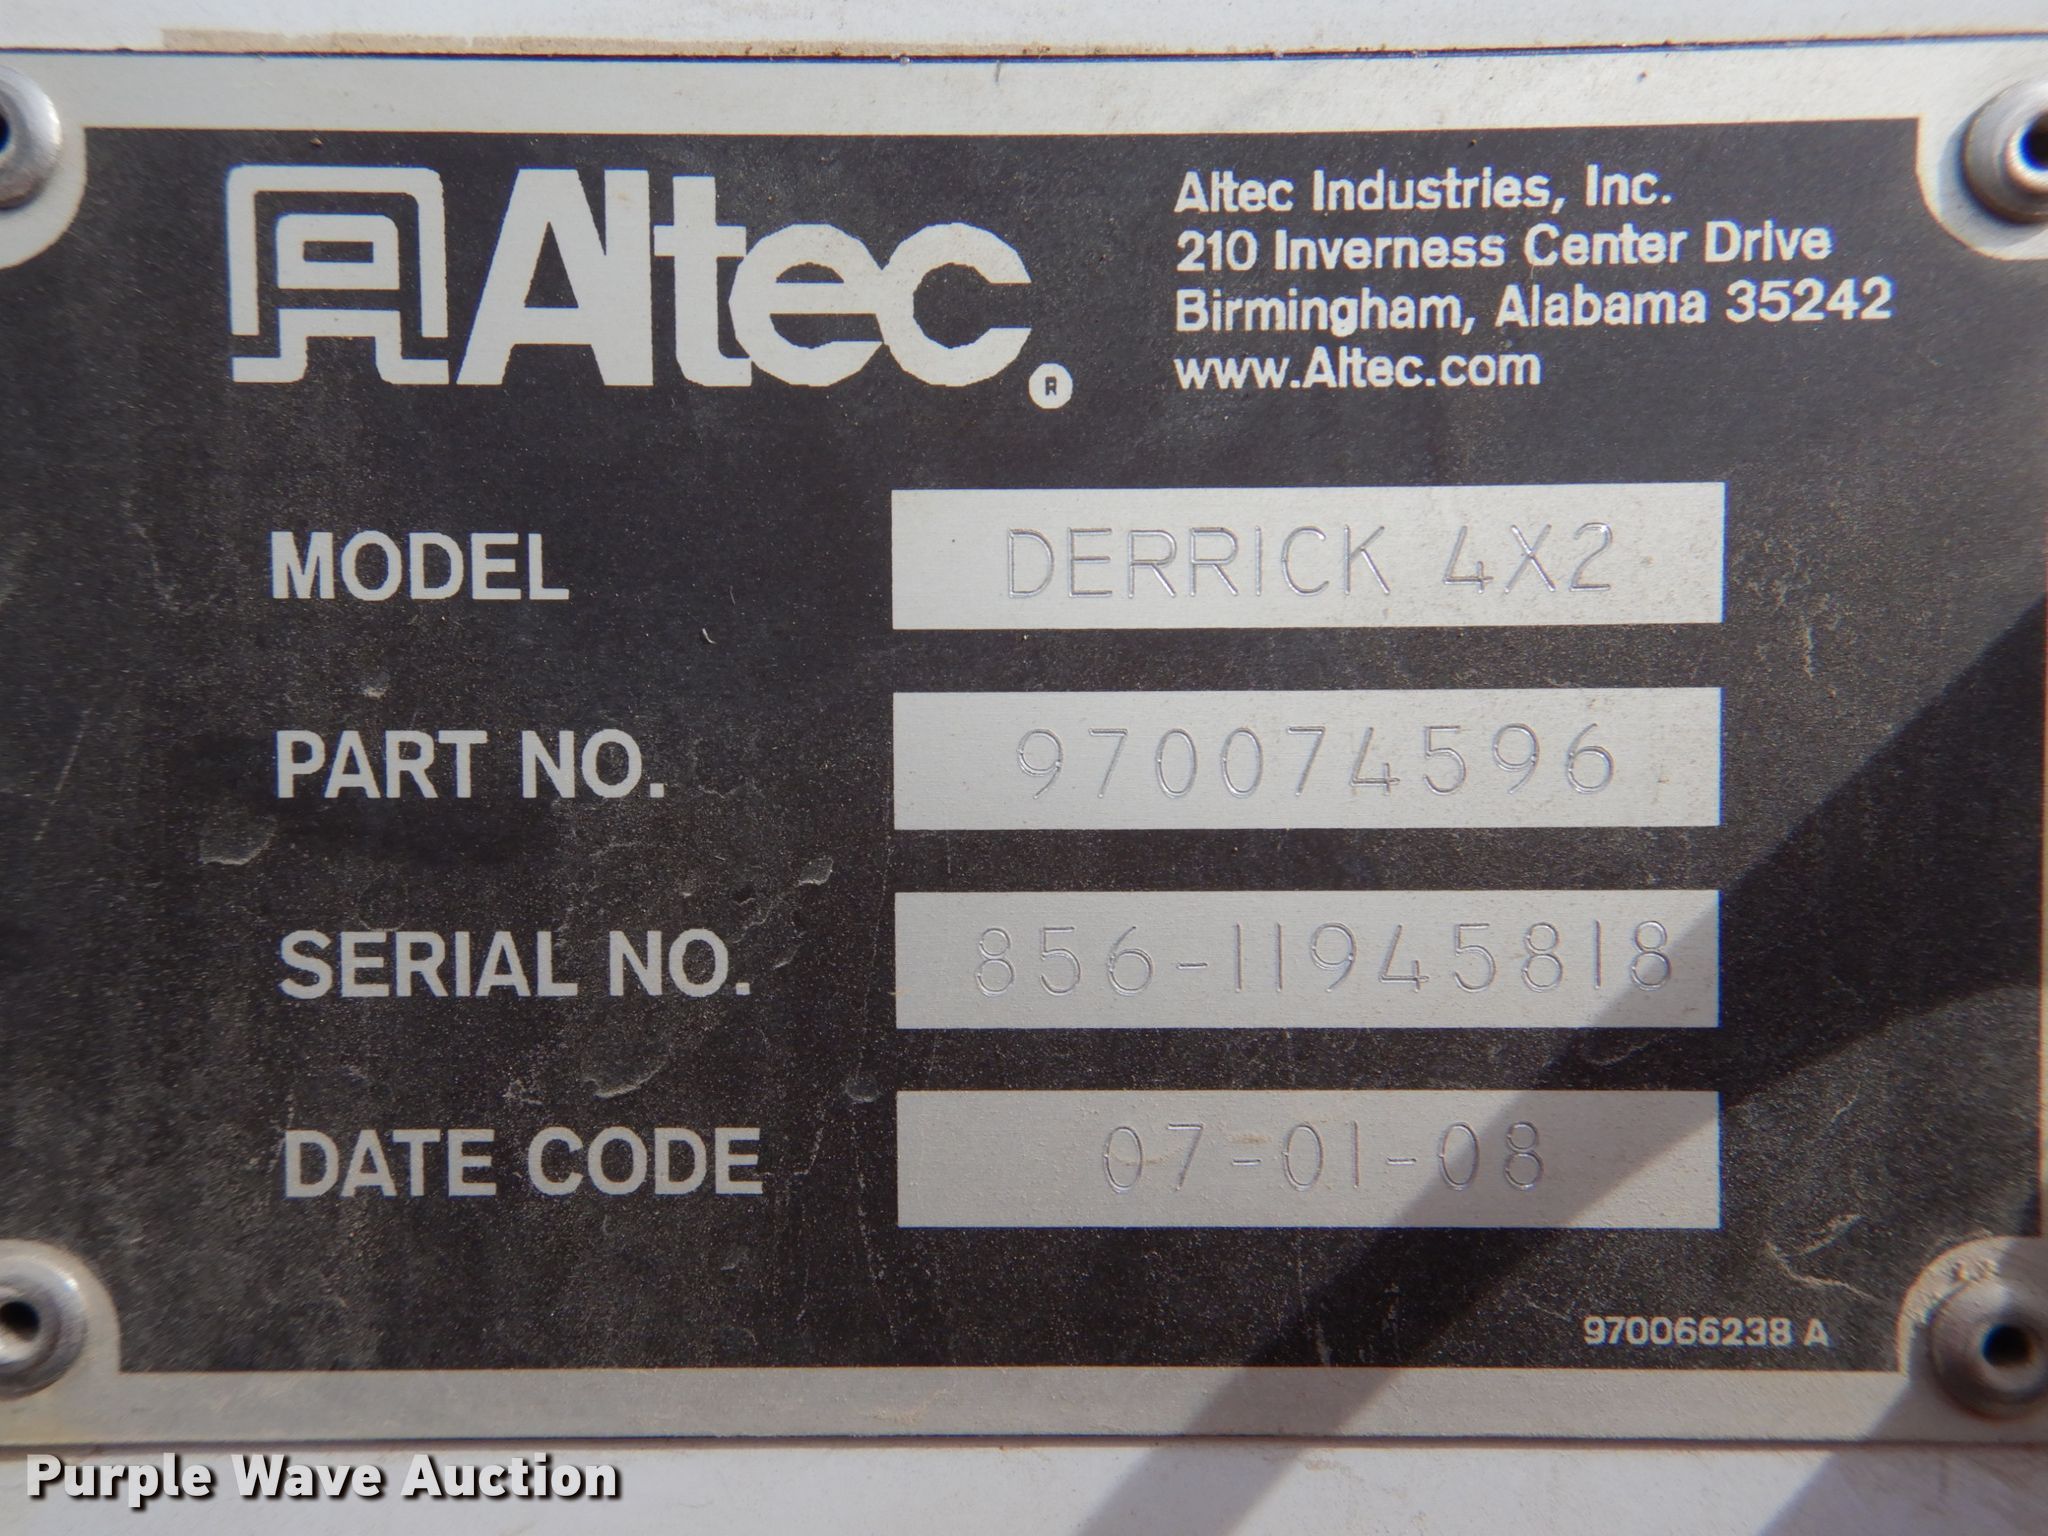 Altec ®
Altec Industries, Inc.
210 Inverness Center Drive
Birmingham, Alabama 35242
www.Altec.com
MODEL DERRICK 4X2
PART NO. 970074596
SERIAL NO. 856-11945818
DATE CODE 07-01-08
970066238 A
Purple Wave Auction